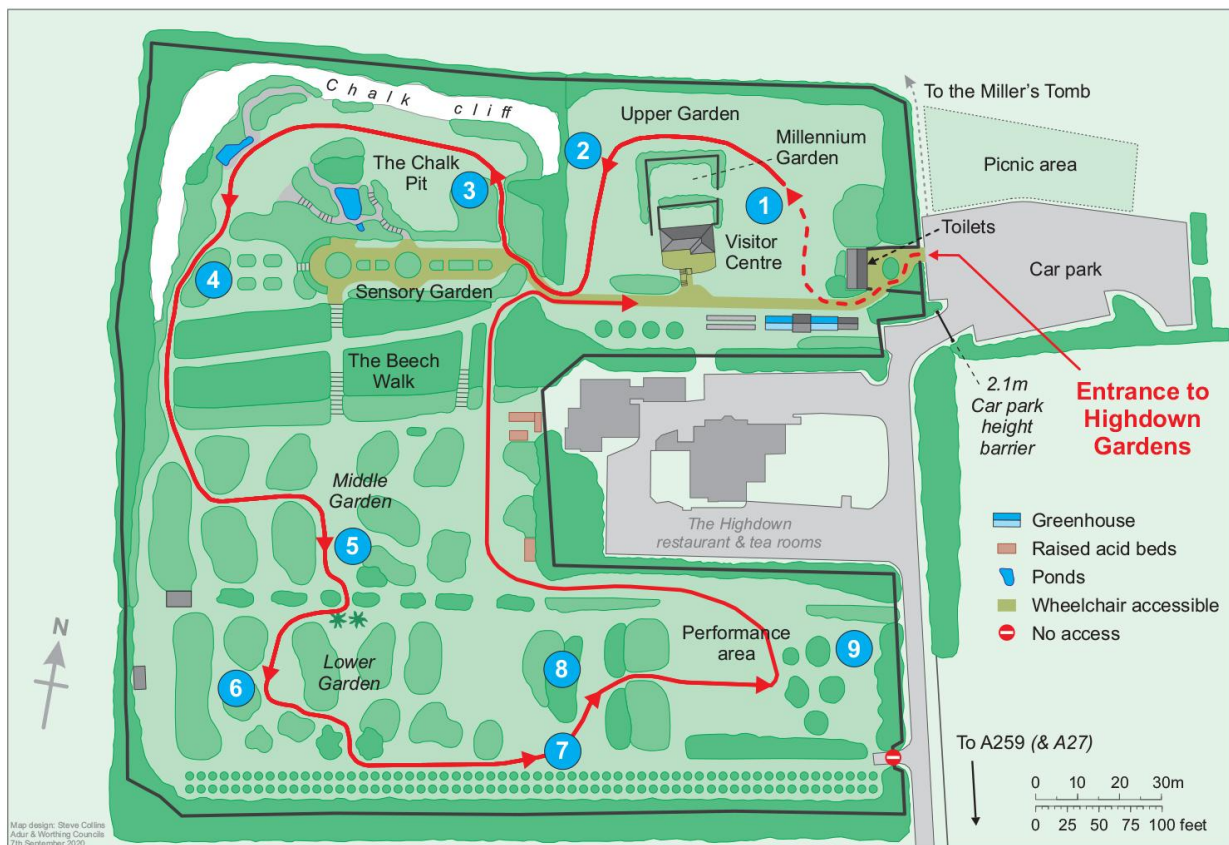 Chalk cliff
Upper Garden
Millennium
Garden
To the Miller's Tomb
Picnic area
2
The Chalk
Pit
3
1
Visitor
Centre
Toilets
Car park
4
Sensory Garden
The Beech
Walk
2.1m
Car park
height
barrier
Entrance to
Highdown
Gardens
Middle
Garden
5
The Highdown
restaurant & tea rooms
Greenhouse
Raised acid beds
Ponds
Wheelchair accessible
No access
N
6
Lower
Garden
8
Performance
area
9
7
To A259 (& A27)
0 10 20 30m
0 25 50 75 100 feet
Map design: Steve Collins
Adur & Worthing Councils
7th September 2020